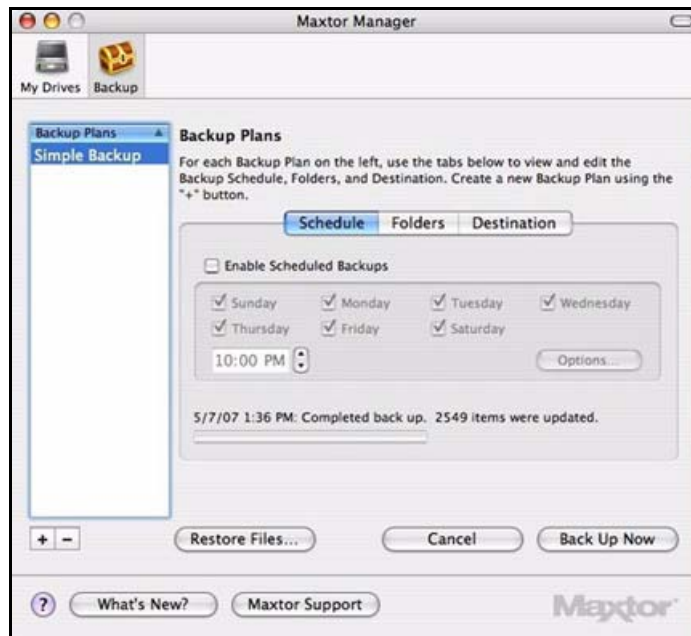 Maxtor Manager
My Drives Backup
Backup Plans
Simple Backup
Backup Plans
For each Backup Plan on the left, use the tabs below to view and edit the
Backup Schedule, Folders, and Destination. Create a new Backup Plan using the
"+" button.
Schedule Folders Destination
Enable Scheduled Backups
Sunday Monday Tuesday Wednesday
Thursday Friday Saturday
10:00 PM Options...
5/7/07 1:36 PM: Completed back up. 2549 items were updated.
+ − Restore Files... Cancel Back Up Now
? What's New? Maxtor Support Maxtor